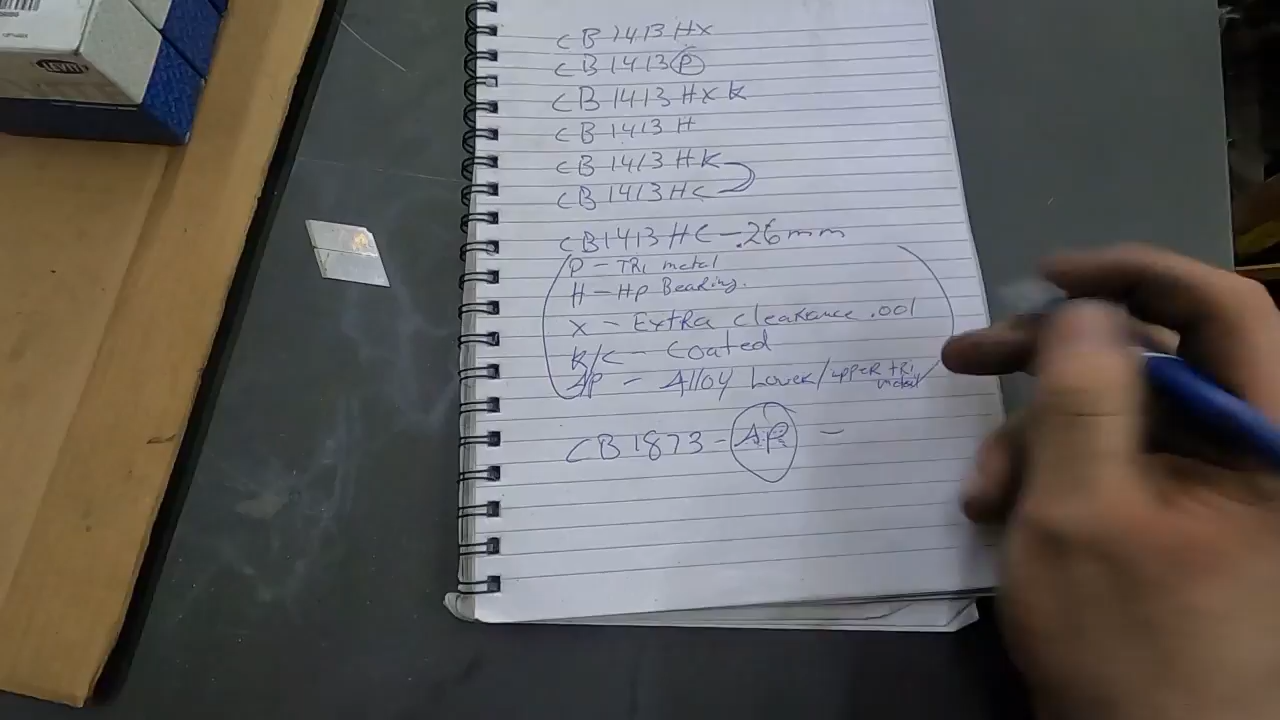 CB 1413 HX
CB 1413 P
CB 1413 HXK
CB 1413 H
CB 1413 HK
CB 1413 HC
CB 1413 HC - .26mm
P - TRi metal
H - HP Bearing.
X - Extra clearance .001
K/C - Coated
AP - Alloy Lower/upper tri metal
CB 1873 - AP -